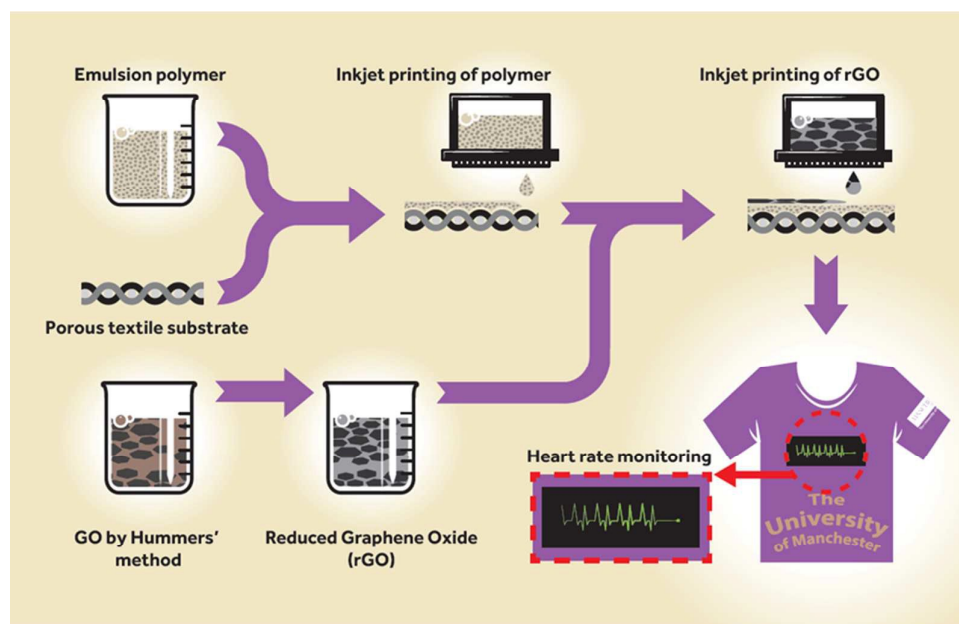 Emulsion polymer
Inkjet printing of polymer
Inkjet printing of rGO
Porous textile substrate
GO by Hummers'
method
Reduced Graphene Oxide
(rGO)
Heart rate monitoring
The
University
of Manchester